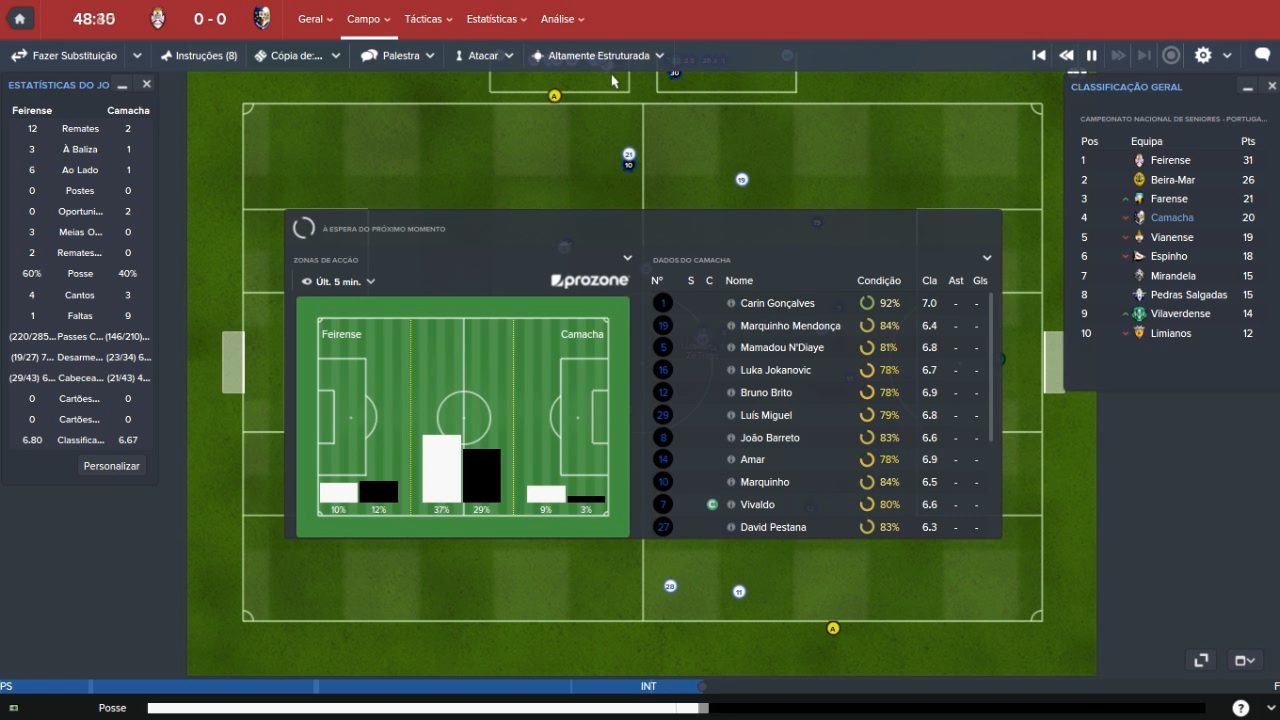 0 - 0
Geral
Campo
Tácticas
Estatísticas
Análise
Fazer Substituição
Instruções (8)
Cópia de:...
Palestra
Atacar
Altamente Estruturada
ESTATÍSTICAS DO JO
Feirense Camacha
12 Remates 2
3 À Baliza 1
6 Ao Lado 1
0 Postes 0
0 Oportuni... 2
3 Meias O... 0
2 Remates... 0
60% Posse 40%
4 Cantos 3
1 Faltas 9
(220/285... Passes C... (146/210)...
(19/27) 7... Desarme... (23/34) 6...
(29/43) 6... Cabecea... (21/43) 4...
0 Cartões... 0
0 Cartões... 0
6.80 Classifica... 6.67
Personalizar
A
30
21
10
19
À ESPERA DO PRÓXIMO MOMENTO
ZONAS DE ACÇÃO
Últ. 5 min.
prozone
Feirense Camacha
10% 12% 37% 29% 9% 3%
DADOS DO CAMACHA
Nº S C Nome Condição Cla Ast Gls
1 Carin Gonçalves 92% 7.0 - -
19 Marquinho Mendonça 84% 6.4 - -
5 Mamadou N'Diaye 81% 6.8 - -
16 Luka Jokanovic 78% 6.7 - -
12 Bruno Brito 78% 6.9 - -
29 Luís Miguel 79% 6.8 - -
8 João Barreto 83% 6.6 - -
14 Amar 78% 6.9 - -
10 Marquinho 84% 6.5 - -
7 C Vivaldo 80% 6.6 - -
27 David Pestana 83% 6.3 - -
28
11
A
CLASSIFICAÇÃO GERAL
CAMPEONATO NACIONAL DE SENIORES - PORTUGA...
Pos Equipa Pts
1 Feirense 31
2 Beira-Mar 26
3 Farense 21
4 Camacha 20
5 Vianense 19
6 Espinho 18
7 Mirandela 15
8 Pedras Salgadas 15
9 Vilaverdense 14
10 Limianos 12
PS
INT
F
Posse
?